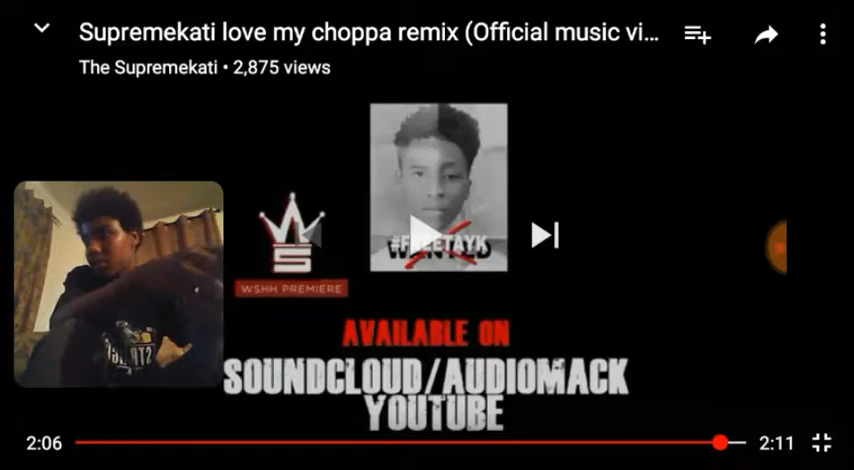 Supremekati love my choppa remix (Official music vi...
The Supremekati • 2,875 views
#FREETAYK
WANTED
WSHH PREMIERE
AVAILABLE ON
SOUNDCLOUD/AUDIOMACK
YOUTUBE
2:06
2:11